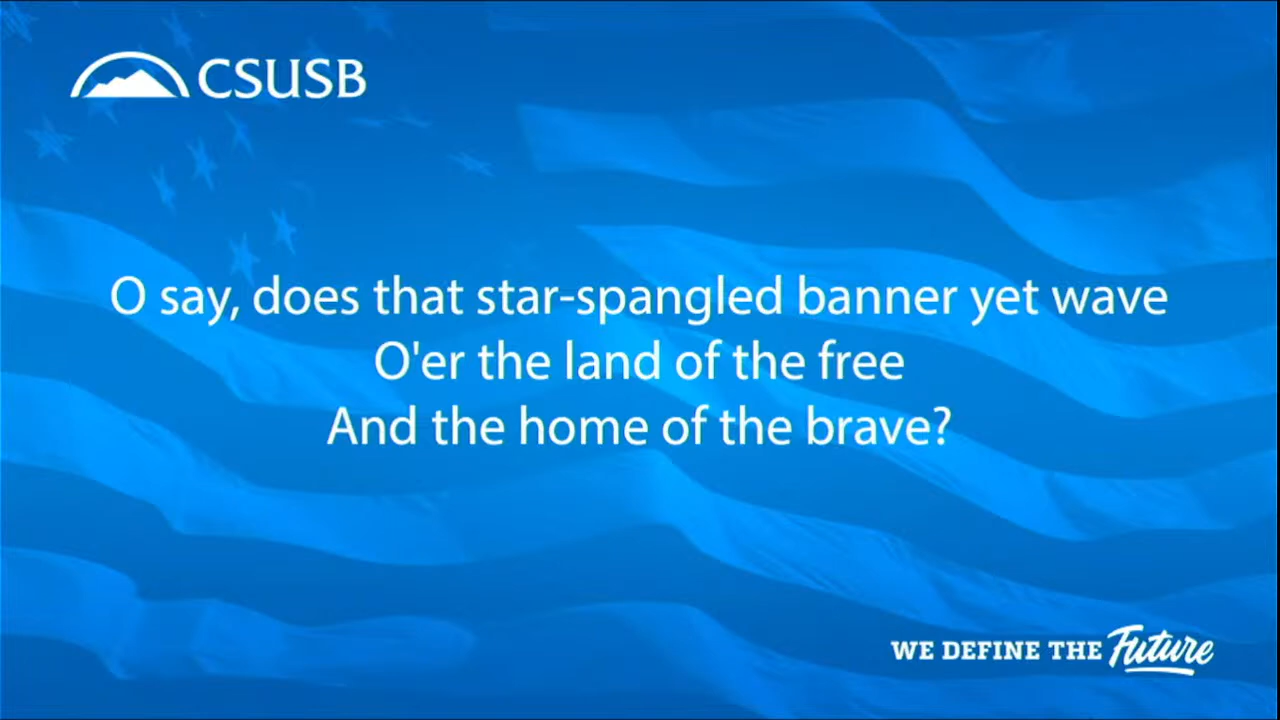 CSUSB
O say, does that star-spangled banner yet wave
O'er the land of the free
And the home of the brave?
WE DEFINE THE Future